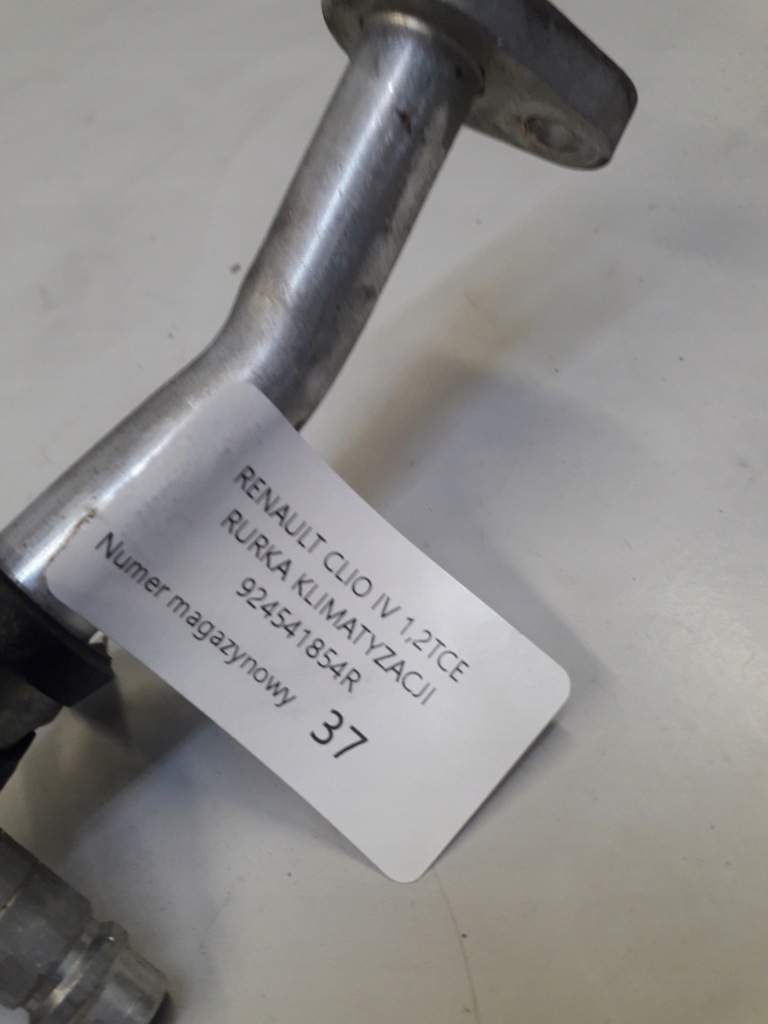 RENAULT CLIO IV 1.2TCE
RURKA KLIMATYZACJI
924541854R
Numer magazynowy 37